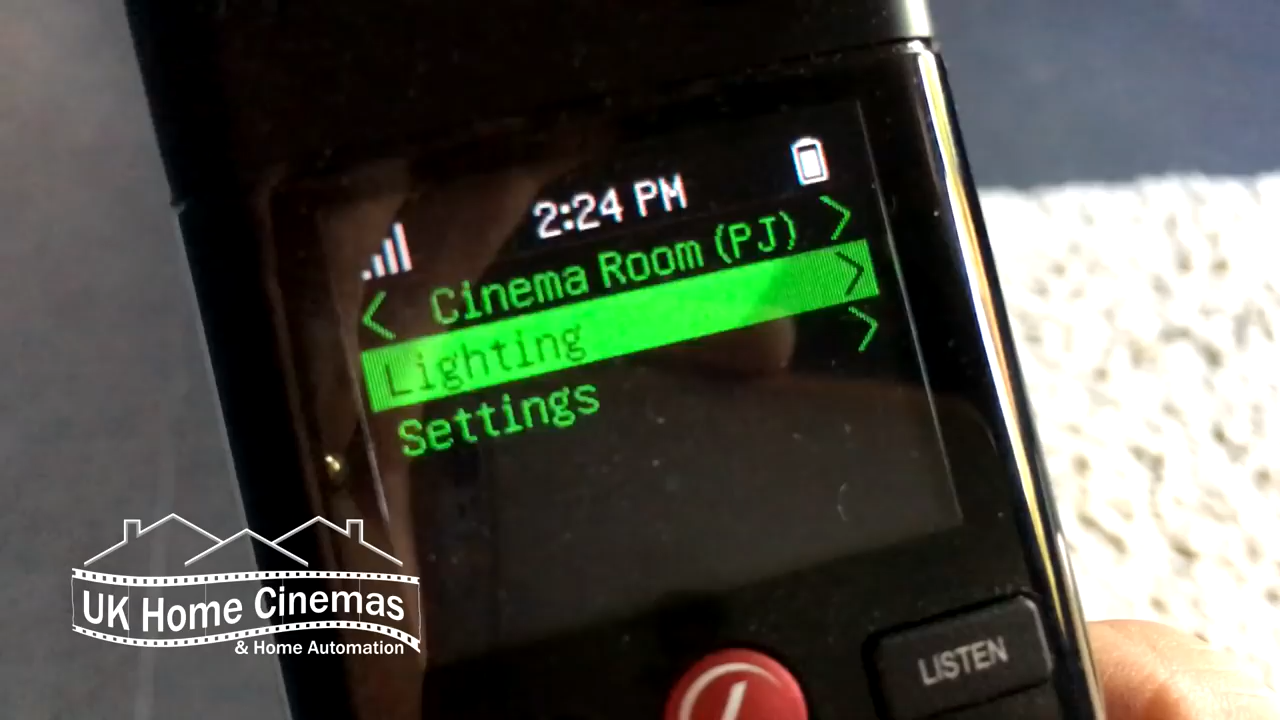 2:24 PM
< Cinema Room (PJ) >
Lighting >
Settings >
LISTEN
UK Home Cinemas
& Home Automation